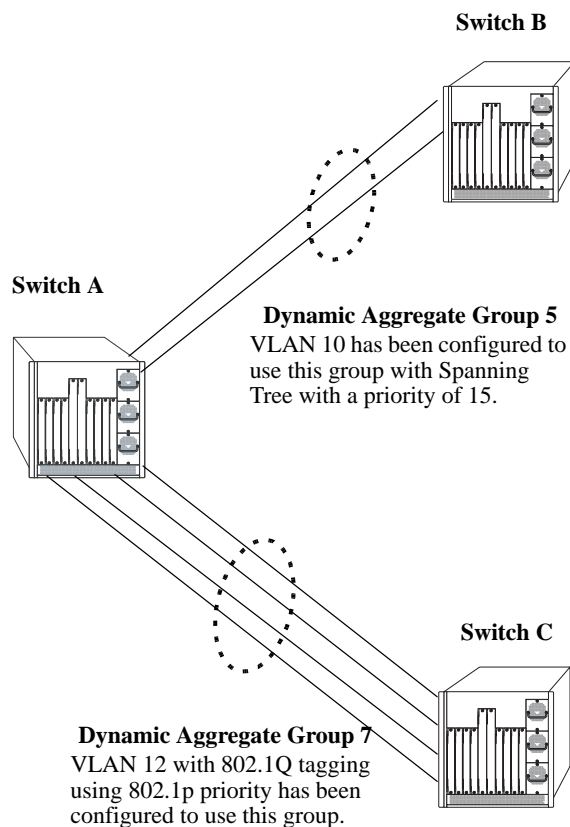 Switch B
Switch A
Dynamic Aggregate Group 5
VLAN 10 has been configured to
use this group with Spanning
Tree with a priority of 15.
Switch C
Dynamic Aggregate Group 7
VLAN 12 with 802.1Q tagging
using 802.1p priority has been
configured to use this group.